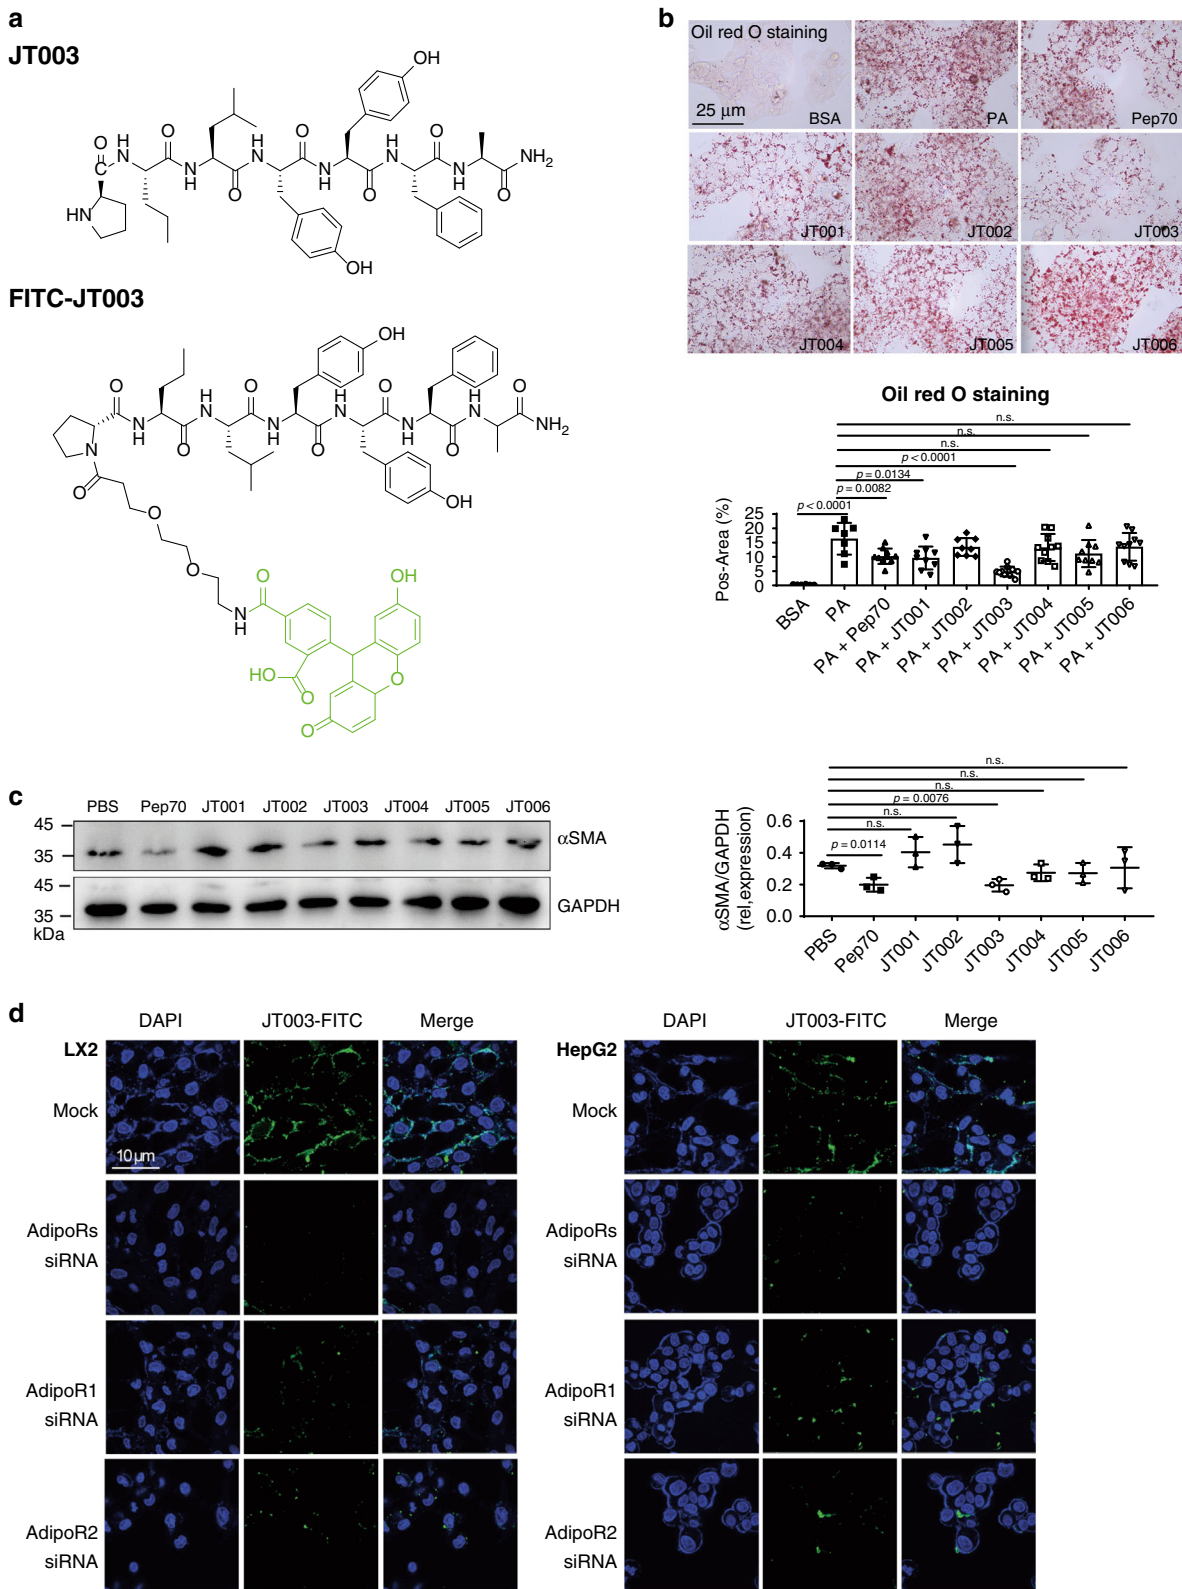 a
JT003
OH
O
H
N
O
H
N
O
H
N
O
NH2
HN
N
H
O
N
H
O
N
H
O
OH
FITC-JT003
OH
O
H
N
O
H
N
O
H
N
O
NH2
N
N
H
O
N
H
O
N
H
O
O
OH
O
O
O
N
H
OH
HO
O
O
O
b
Oil red O staining
25 µm
BSA
PA
Pep70
JT001
JT002
JT003
JT004
JT005
JT006
Oil red O staining
n.s.
n.s.
n.s.
p < 0.0001
p = 0.0134
p = 0.0082
p < 0.0001
Pos-Area (%)
25
20
15
10
5
0
BSA
PA
PA + Pep70
PA + JT001
PA + JT002
PA + JT003
PA + JT004
PA + JT005
PA + JT006
c
PBS Pep70 JT001 JT002 JT003 JT004 JT005 JT006
45
35
αSMA
45
35
GAPDH
kDa
n.s.
n.s.
n.s.
p = 0.0076
n.s.
n.s.
p = 0.0114
αSMA/GAPDH
(rel,expression)
0.6
0.4
0.2
0.0
PBS
Pep70
JT001
JT002
JT003
JT004
JT005
JT006
d
DAPI JT003-FITC Merge
LX2
Mock
10 µm
AdipoRs
siRNA
AdipoR1
siRNA
AdipoR2
siRNA
DAPI JT003-FITC Merge
HepG2
Mock
AdipoRs
siRNA
AdipoR1
siRNA
AdipoR2
siRNA